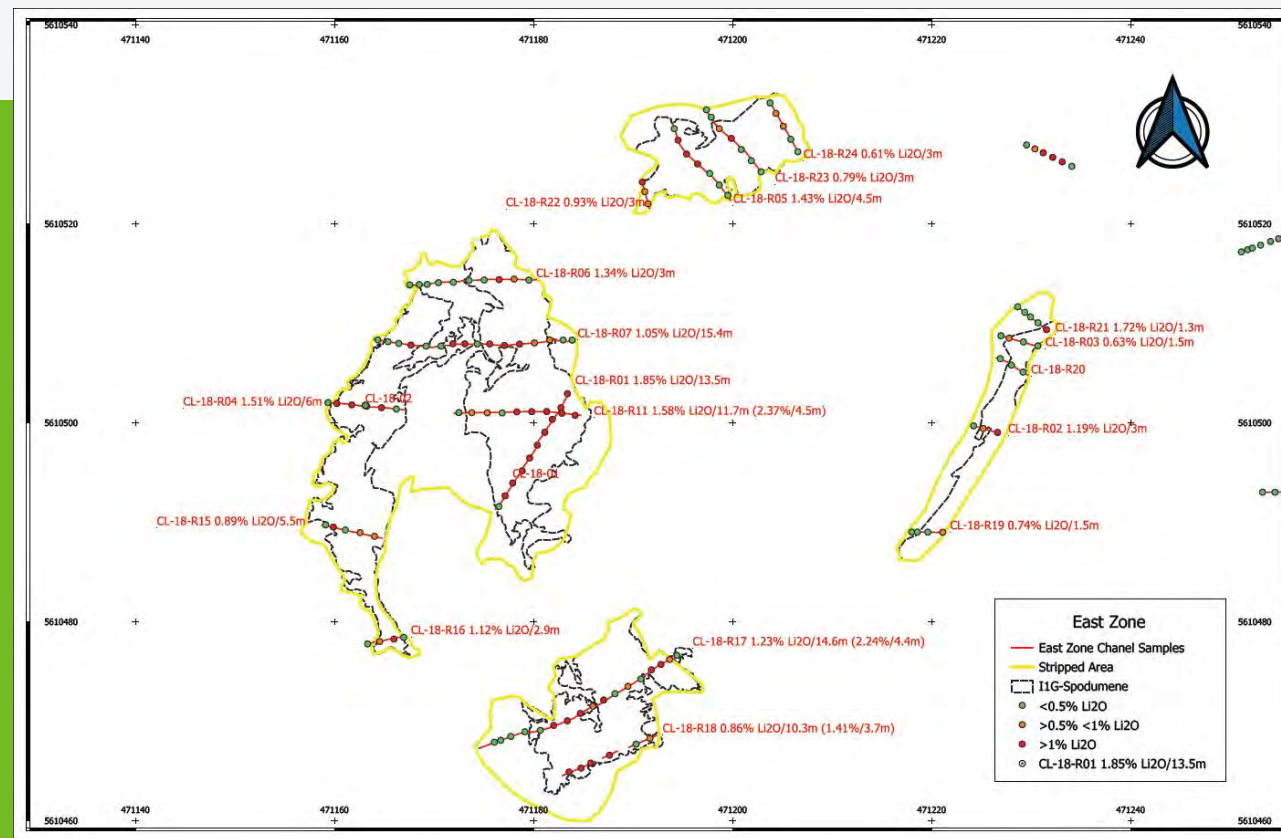 5610540
5610540
471140
471160
471180
471200
471220
471240
CL-18-R24 0.61% Li2O/3m
CL-18-R23 0.79% Li2O/3m
CL-18-R22 0.93% Li2O/3m
CL-18-R05 1.43% Li2O/4.5m
5610520
5610520
CL-18-R06 1.34% Li2O/3m
CL-18-R07 1.05% Li2O/15.4m
CL-18-R21 1.72% Li2O/1.3m
CL-18-R03 0.63% Li2O/1.5m
CL-18-R20
CL-18-R01 1.85% Li2O/13.5m
CL-18-R04 1.51% Li2O/6m
CL-18-02
CL-18-R11 1.58% Li2O/11.7m (2.37%/4.5m)
5610500
5610500
CL-18-R02 1.19% Li2O/3m
CL-18-01
CL-18-R15 0.89% Li2O/5.5m
CL-18-R19 0.74% Li2O/1.5m
5610480
5610480
CL-18-R16 1.12% Li2O/2.9m
CL-18-R17 1.23% Li2O/14.6m (2.24%/4.4m)
CL-18-R18 0.86% Li2O/10.3m (1.41%/3.7m)
East Zone
East Zone Chanel Samples
Stripped Area
I1G-Spodumene
<0.5% Li2O
>0.5% <1% Li2O
>1% Li2O
CL-18-R01 1.85% Li2O/13.5m
5610460
5610460
471140
471160
471180
471200
471220
471240